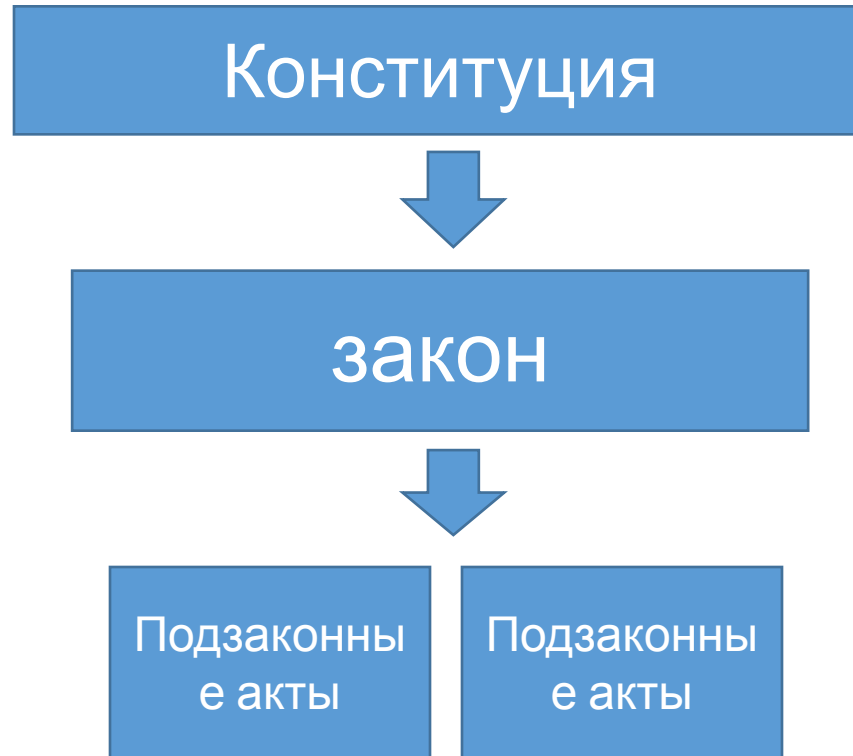 Конституция
закон
Подзаконны
е акты
Подзаконны
е акты